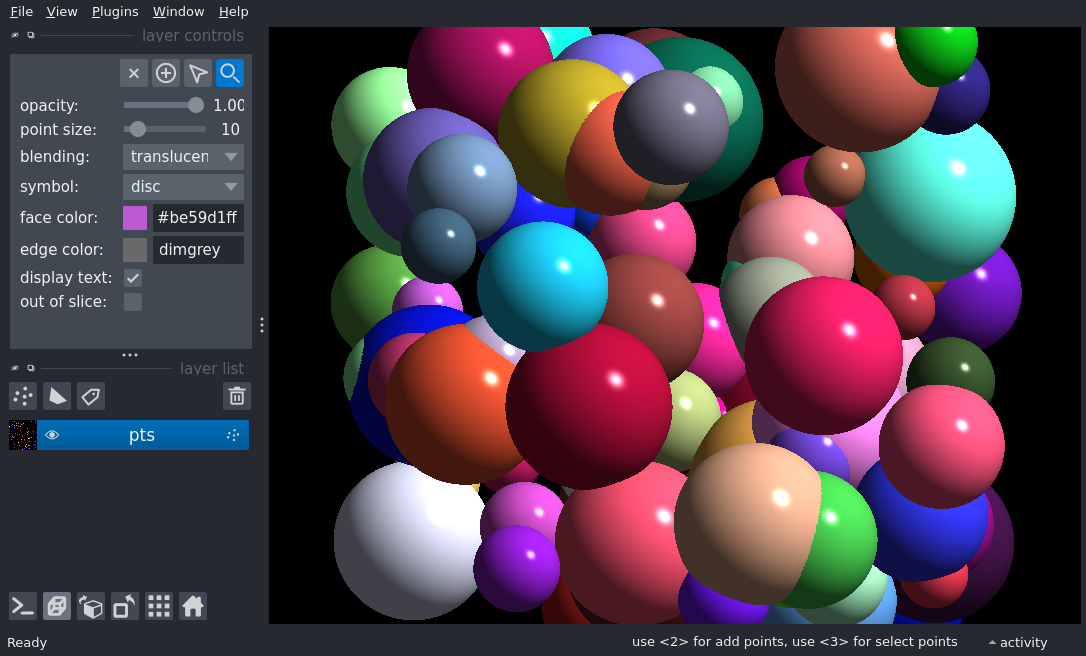 File View Plugins Window Help
layer controls
opacity: 1.00
point size: 10
blending: translucen
symbol: disc
face color: #be59d1ff
edge color: dimgrey
display text:
out of slice:
layer list
pts
Ready
use <2> for add points, use <3> for select points
activity